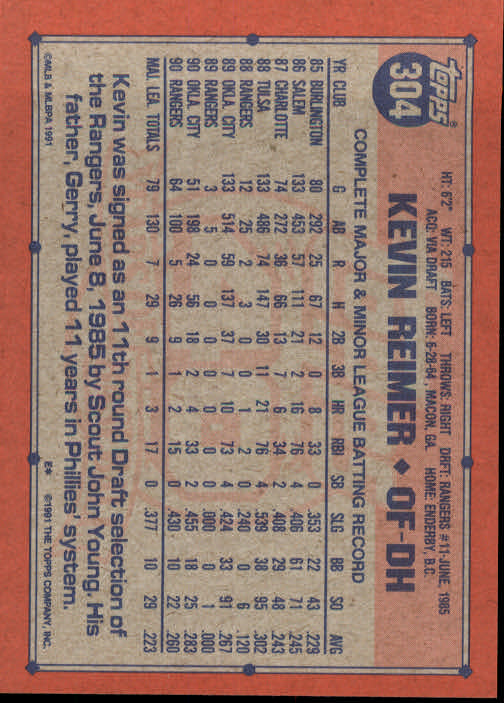 TOPPS®
304
HT: 6'2" WT: 215 BATS: LEFT THROWS: RIGHT DRFT: RANGERS #11-JUNE 1985
ACQ: VIA DRAFT BORN: 6-28-64, MACON, GA. HOME: ENDERBY, B.C.
KEVIN REIMER ◆ OF-DH
COMPLETE MAJOR & MINOR LEAGUE BATTING RECORD
YR CLUB G AB R H 2B 3B HR RBI SB SLG BB SO AVG
85 BURLINGTON 80 292 25 67 12 0 8 33 0 .353 22 43 .229
86 SALEM 133 453 57 111 21 2 16 76 4 .406 61 71 .245
87 CHARLOTTE 74 272 36 66 13 7 6 34 2 .408 29 48 .243
88 TULSA 133 486 74 147 30 11 21 76 4 .539 38 95 .302
88 RANGERS 12 25 2 3 0 0 1 2 0 .240 0 6 .120
89 OKLA. CITY 133 514 59 137 37 7 10 73 4 .424 33 91 .267
89 RANGERS 3 5 0 0 0 0 0 0 0 .000 0 1 .000
90 OKLA. CITY 51 198 24 56 18 2 4 33 2 .455 18 25 .283
90 RANGERS 64 100 5 26 9 1 2 15 0 .430 10 22 .260
MAJ. LEA. TOTALS 79 130 7 29 9 1 3 17 0 .377 10 29 .223
Kevin was signed as an 11th round Draft selection of
the Rangers, June 8, 1985 by Scout John Young. His
father, Gerry, played 11 years in Phillies' system.
©MLB & MLBPA 1991 E* ©1991 THE TOPPS COMPANY, INC.